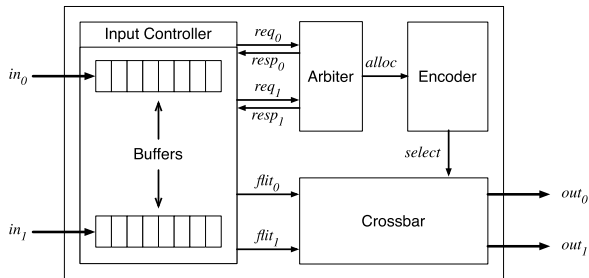 Input Controller
req0
resp0
req1
resp1
Arbiter
alloc
Encoder
in0
Buffers
select
flit0
flit1
Crossbar
out0
in1
out1